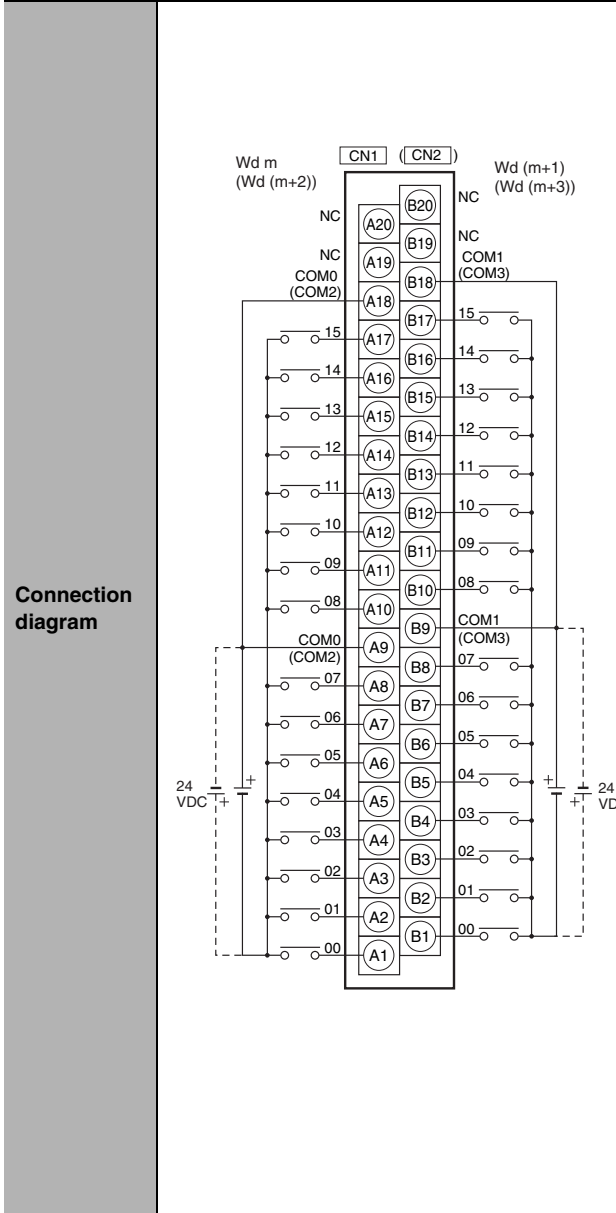 Connection
diagram
CN1 (CN2)
Wd m
(Wd (m+2))
Wd (m+1)
(Wd (m+3))
B20 NC
NC A20
B19 NC
NC A19
COM1
(COM3) B18
COM0
(COM2) A18
B17 15
15 A17
B16 14
14 A16
B15 13
13 A15
B14 12
12 A14
B13 11
11 A13
B12 10
10 A12
B11 09
09 A11
B10 08
08 A10
B9 COM1
(COM3)
COM0
(COM2) A9
B8 07
07 A8
B7 06
06 A7
B6 05
05 A6
B5 04
04 A5
B4 03
03 A4
B3 02
02 A3
B2 01
01 A2
B1 00
00 A1
24
VDC + +
+ + 24
VD